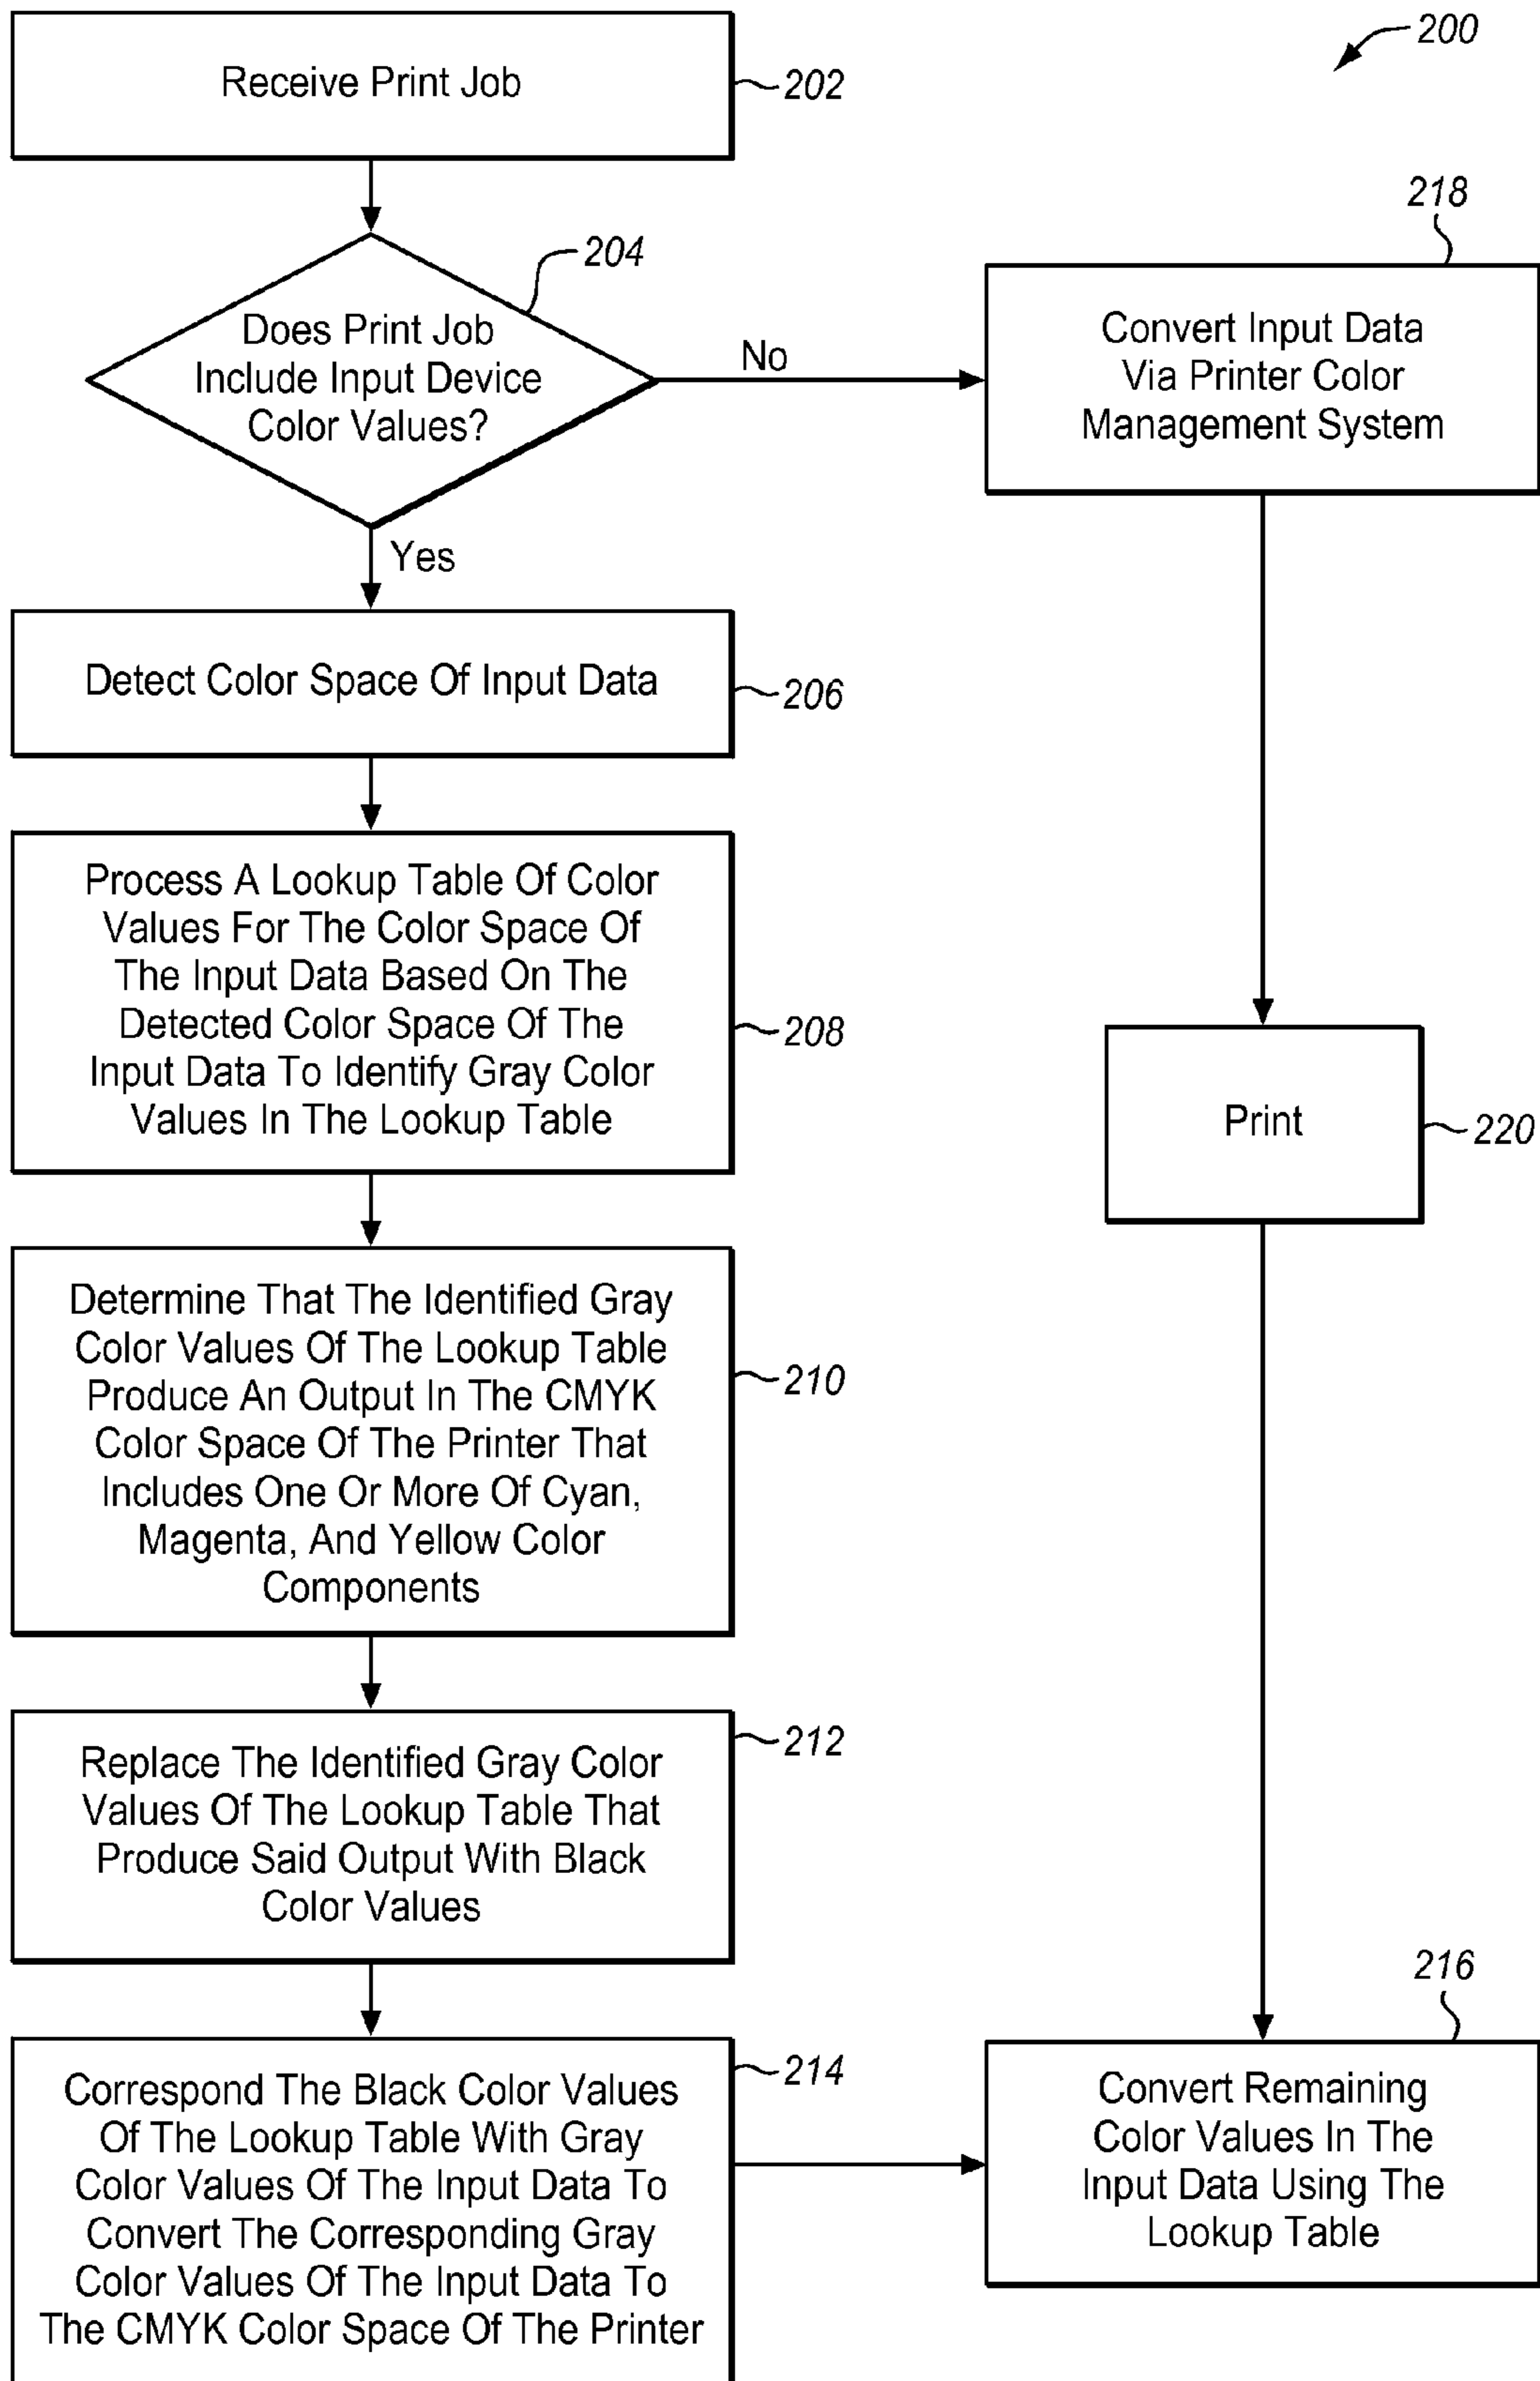 200
Receive Print Job
202
204
Does Print Job
Include Input Device
Color Values?
No
Yes
218
Convert Input Data
Via Printer Color
Management System
Detect Color Space Of Input Data
206
Process A Lookup Table Of Color
Values For The Color Space Of
The Input Data Based On The
Detected Color Space Of The
Input Data To Identify Gray Color
Values In The Lookup Table
208
Print
220
Determine That The Identified Gray
Color Values Of The Lookup Table
Produce An Output In The CMYK
Color Space Of The Printer That
Includes One Or More Of Cyan,
Magenta, And Yellow Color
Components
210
Replace The Identified Gray Color
Values Of The Lookup Table That
Produce Said Output With Black
Color Values
212
Correspond The Black Color Values
Of The Lookup Table With Gray
Color Values Of The Input Data To
Convert The Corresponding Gray
Color Values Of The Input Data To
The CMYK Color Space Of The Printer
214
216
Convert Remaining
Color Values In The
Input Data Using The
Lookup Table